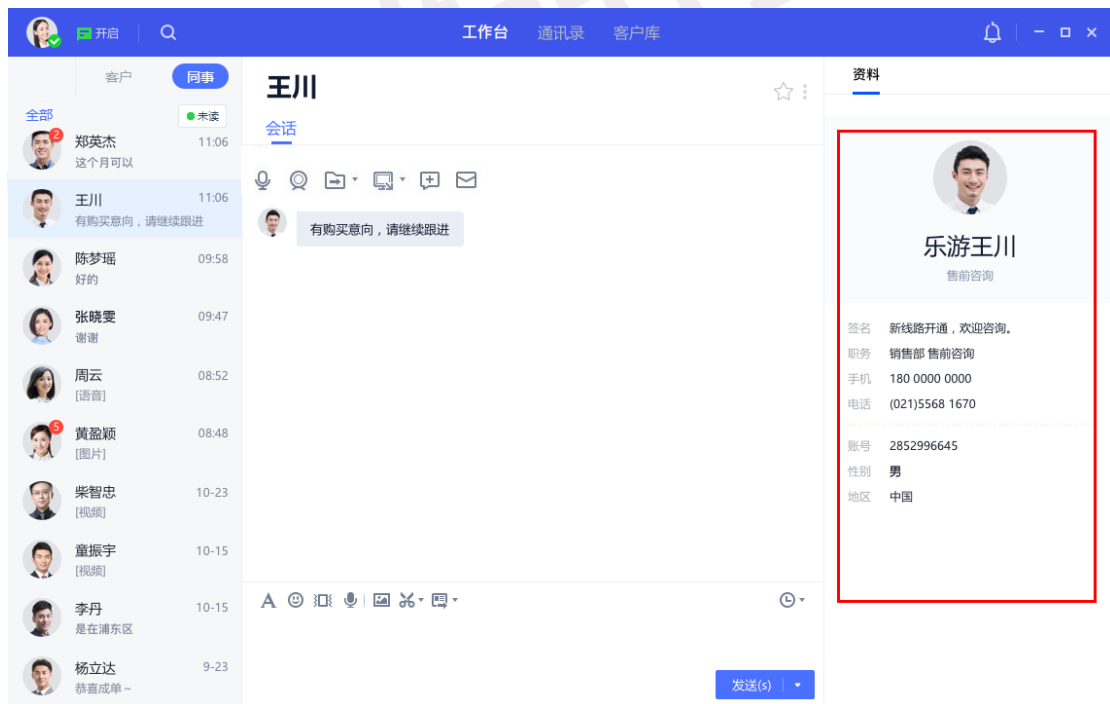 开启
工作台 通讯录 客户库
客户 同事
全部 未读
2
郑英杰 11:06
这个月可以
王川 11:06
有购买意向，请继续跟进
陈梦瑶 09:58
好的
张晓雯 09:47
谢谢
周云 08:52
[语音]
5
黄盈颖 08:48
[图片]
柴智忠 10-23
[视频]
童振宇 10-15
[视频]
李丹 10-15
是在浦东区
杨立达 9-23
恭喜成单~
王川
会话
有购买意向，请继续跟进
发送(s)
资料
乐游王川
售前咨询
签名 新线路开通，欢迎咨询。
职务 销售部 售前咨询
手机 180 0000 0000
电话 (021)5568 1670
账号 2852996645
性别 男
地区 中国